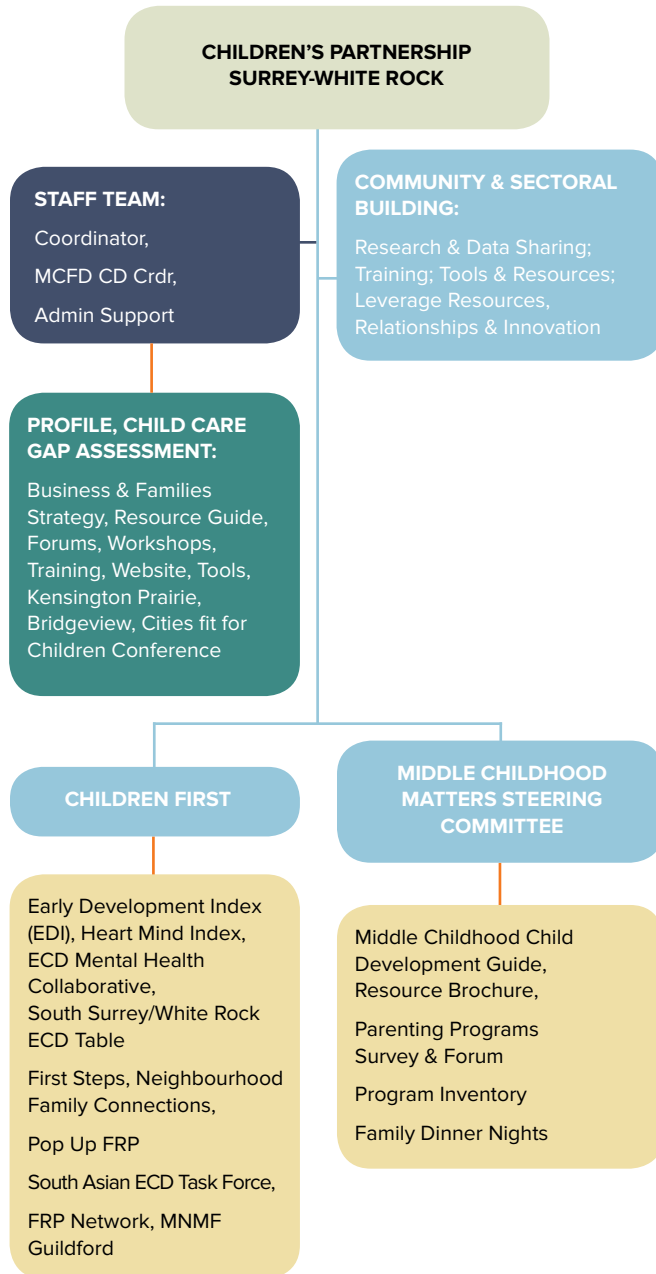 CHILDREN’S PARTNERSHIP
SURREY-WHITE ROCK
STAFF TEAM:
Coordinator,
MCFD CD Crdr,
Admin Support
COMMUNITY & SECTORAL
BUILDING:
Research & Data Sharing;
Training; Tools & Resources;
Leverage Resources,
Relationships & Innovation
PROFILE, CHILD CARE
GAP ASSESSMENT:
Business & Families
Strategy, Resource Guide,
Forums, Workshops,
Training, Website, Tools,
Kensington Prairie,
Bridgeview, Cities fit for
Children Conference
CHILDREN FIRST
Early Development Index
(EDI), Heart Mind Index,
ECD Mental Health
Collaborative,
South Surrey/White Rock
ECD Table
First Steps, Neighbourhood
Family Connections,
Pop Up FRP
South Asian ECD Task Force,
FRP Network, MNMF
Guildford
MIDDLE CHILDHOOD
MATTERS STEERING
COMMITTEE
Middle Childhood Child
Development Guide,
Resource Brochure,
Parenting Programs
Survey & Forum
Program Inventory
Family Dinner Nights